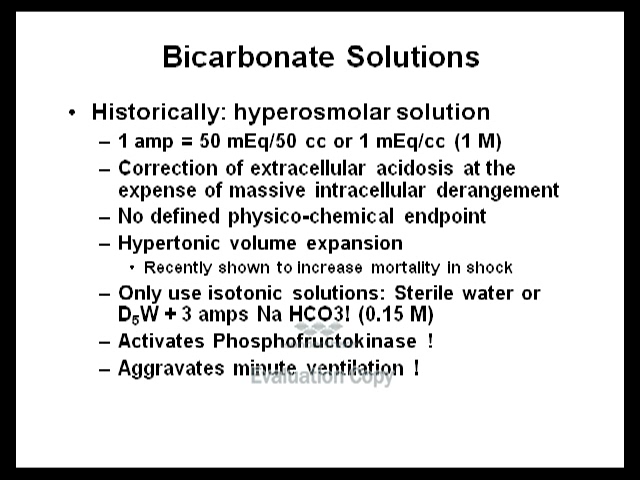 Bicarbonate Solutions
• Historically: hyperosmolar solution
– 1 amp = 50 mEq/50 cc or 1 mEq/cc (1 M)
– Correction of extracellular acidosis at the
expense of massive intracellular derangement
– No defined physico-chemical endpoint
– Hypertonic volume expansion
• Recently shown to increase mortality in shock
– Only use isotonic solutions: Sterile water or
D5W + 3 amps Na HCO3! (0.15 M)
– Activates Phosphofructokinase !
– Aggravates minute ventilation !
Evaluation Copy